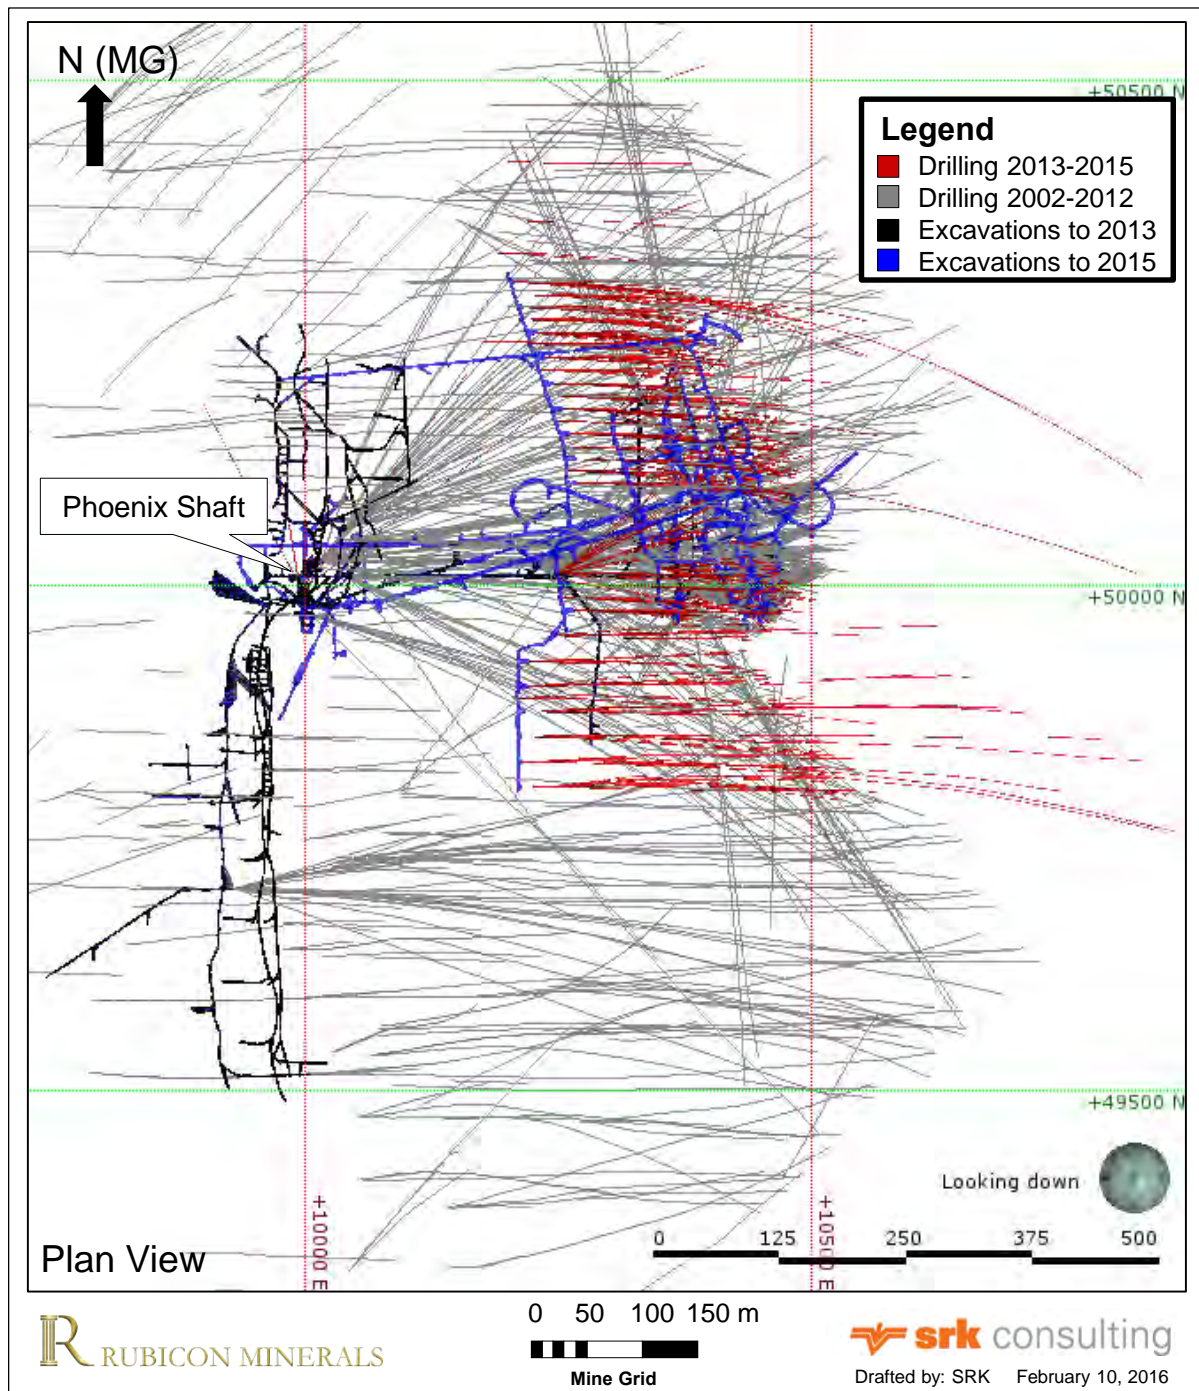 N (MG)
+50500 N
Legend
Drilling 2013-2015
Drilling 2002-2012
Excavations to 2013
Excavations to 2015
Phoenix Shaft
+50000 N
+49500 N
Looking down
+10000 E
+10500 E
0 125 250 375 500
Plan View
RUBICON MINERALS
0 50 100 150 m
Mine Grid
srk consulting
Drafted by: SRK February 10, 2016